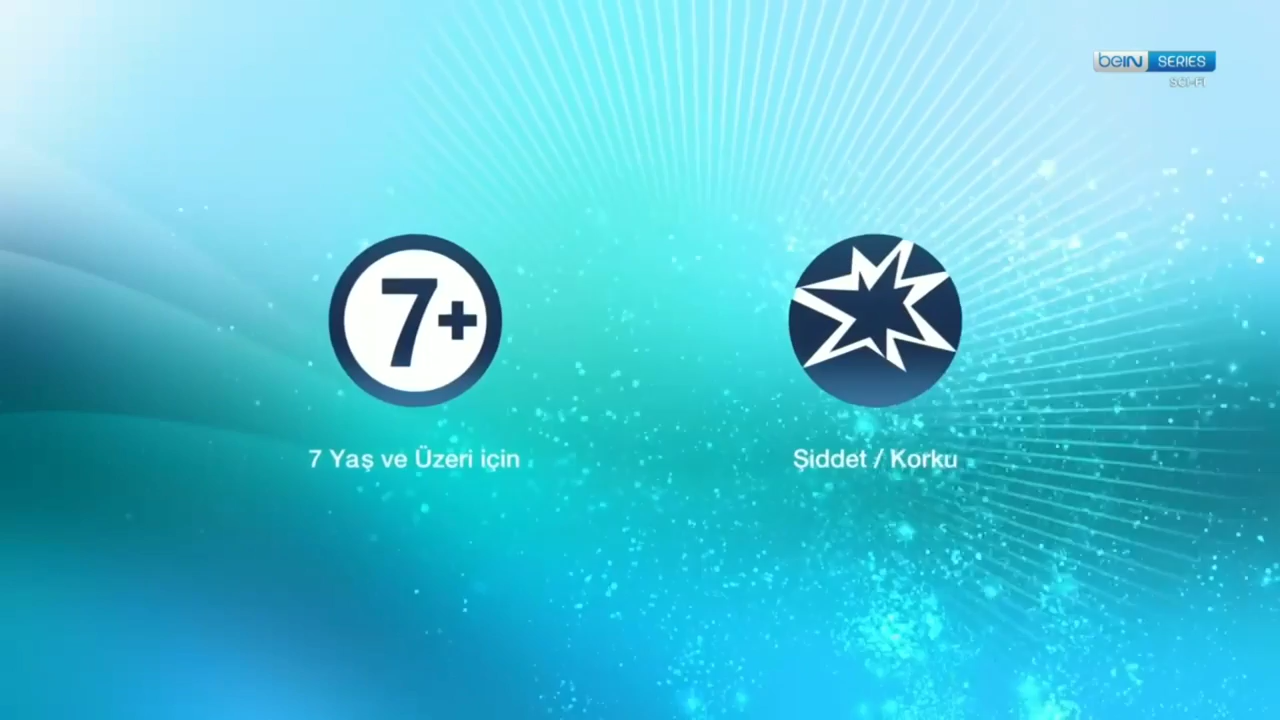 beIN SERIES
SCI-FI
7+
7 Yaş ve Üzeri için
Şiddet / Korku